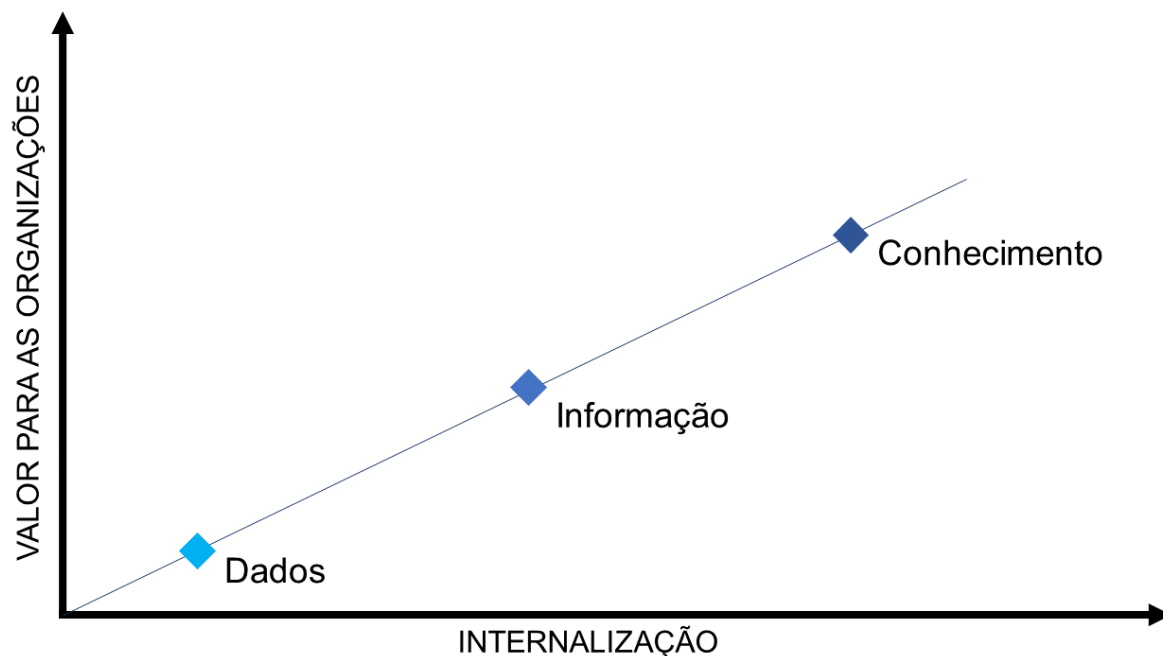 VALOR PARA AS ORGANIZAÇÕES
Conhecimento
Informação
Dados
INTERNALIZAÇÃO